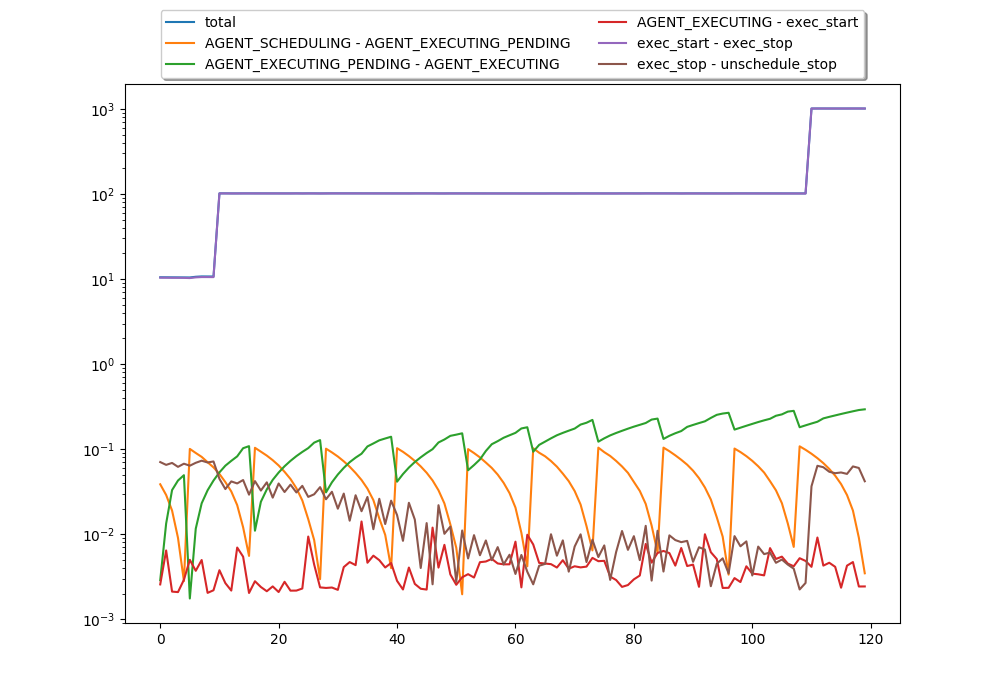 total
AGENT_SCHEDULING - AGENT_EXECUTING_PENDING
AGENT_EXECUTING_PENDING - AGENT_EXECUTING
AGENT_EXECUTING - exec_start
exec_start - exec_stop
exec_stop - unschedule_stop
10³
10²
10¹
10⁰
10⁻¹
10⁻²
10⁻³
0 20 40 60 80 100 120